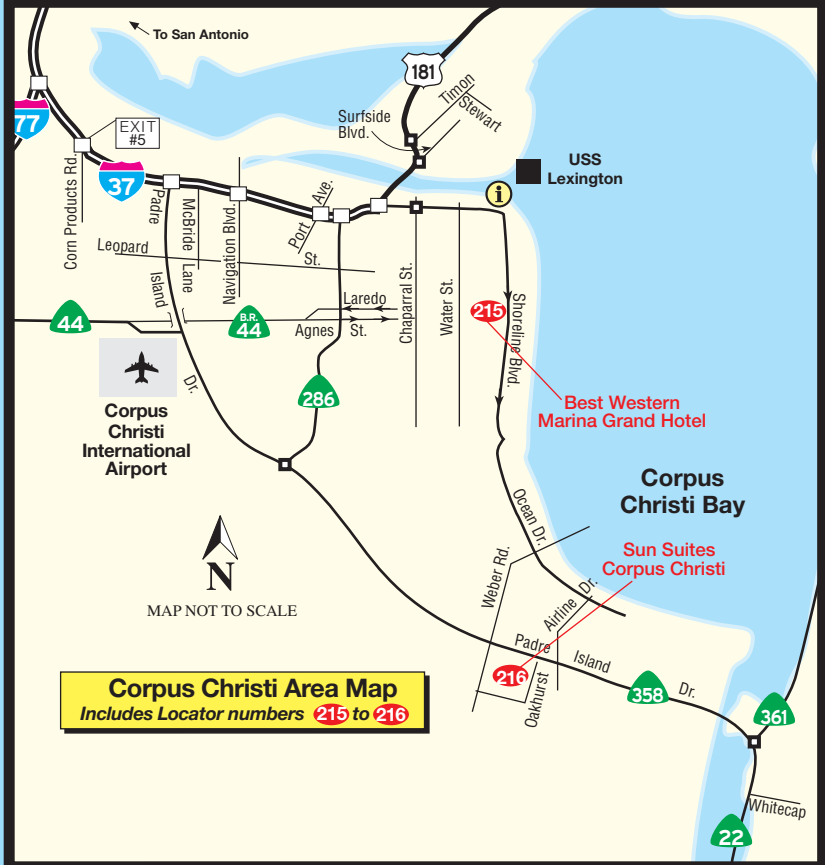 To San Antonio
181
Timon
Stewart
Surfside
Blvd.
77
EXIT
#5
37
USS
Lexington
i
Corn Products Rd.
Padre
Island
Dr.
McBride
Lane
Navigation Blvd.
Port
Ave.
Leopard
St.
Laredo
Agnes
St.
44
B.R.
44
Chaparral St.
Water St.
215
Shoreline Blvd.
286
Corpus
Christi
International
Airport
Best Western
Marina Grand Hotel
Corpus
Christi Bay
Ocean Dr.
Sun Suites
Corpus Christi
Weber Rd.
Airline Dr.
N
MAP NOT TO SCALE
Padre
Island
Dr.
216
Oakhurst
358
361
Corpus Christi Area Map
Includes Locator numbers 215 to 216
Whitecap
22